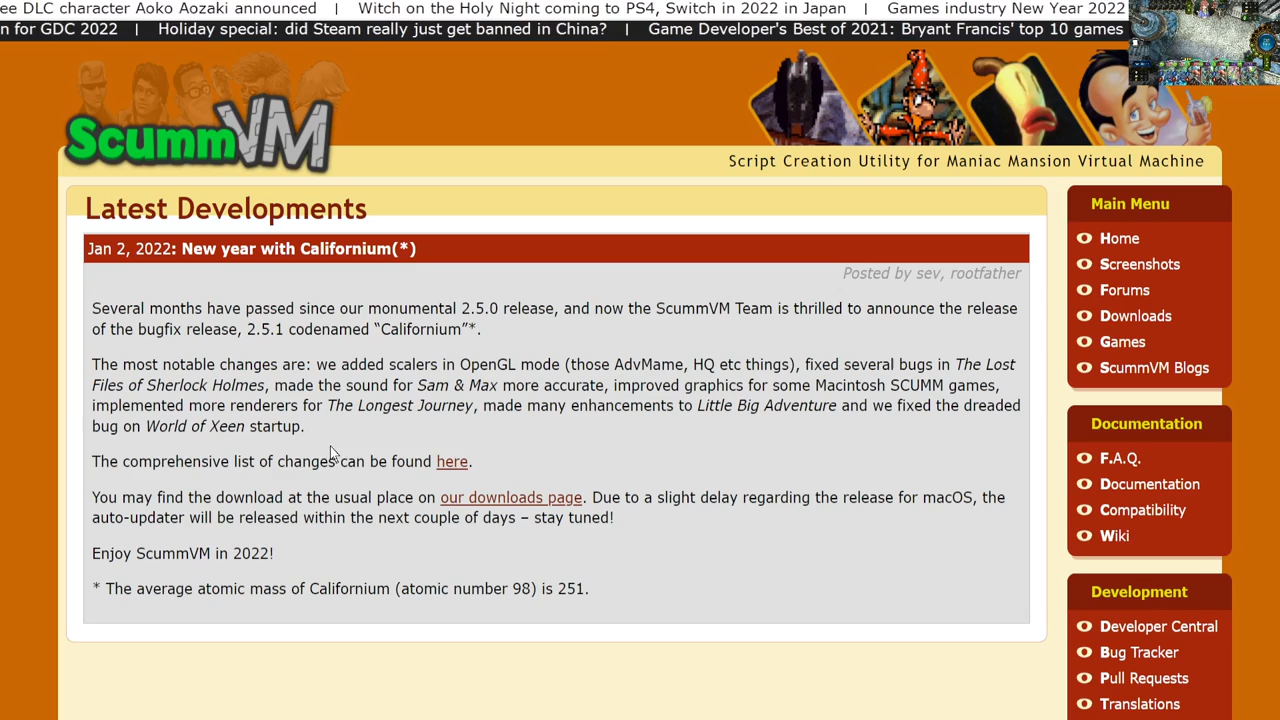 ee DLC character Aoko Aozaki announced | Witch on the Holy Night coming to PS4, Switch in 2022 in Japan | Games industry New Year 2022
n for GDC 2022 | Holiday special: did Steam really just get banned in China? | Game Developer's Best of 2021: Bryant Francis' top 10 games
ScummVM
Script Creation Utility for Maniac Mansion Virtual Machine
Latest Developments
Jan 2, 2022: New year with Californium(*)
Posted by sev, rootfather
Several months have passed since our monumental 2.5.0 release, and now the ScummVM Team is thrilled to announce the release
of the bugfix release, 2.5.1 codenamed “Californium”*.
The most notable changes are: we added scalers in OpenGL mode (those AdvMame, HQ etc things), fixed several bugs in The Lost
Files of Sherlock Holmes, made the sound for Sam & Max more accurate, improved graphics for some Macintosh SCUMM games,
implemented more renderers for The Longest Journey, made many enhancements to Little Big Adventure and we fixed the dreaded
bug on World of Xeen startup.
The comprehensive list of changes can be found here.
You may find the download at the usual place on our downloads page. Due to a slight delay regarding the release for macOS, the
auto-updater will be released within the next couple of days – stay tuned!
Enjoy ScummVM in 2022!
* The average atomic mass of Californium (atomic number 98) is 251.
Main Menu
Home
Screenshots
Forums
Downloads
Games
ScummVM Blogs
Documentation
F.A.Q.
Documentation
Compatibility
Wiki
Development
Developer Central
Bug Tracker
Pull Requests
Translations